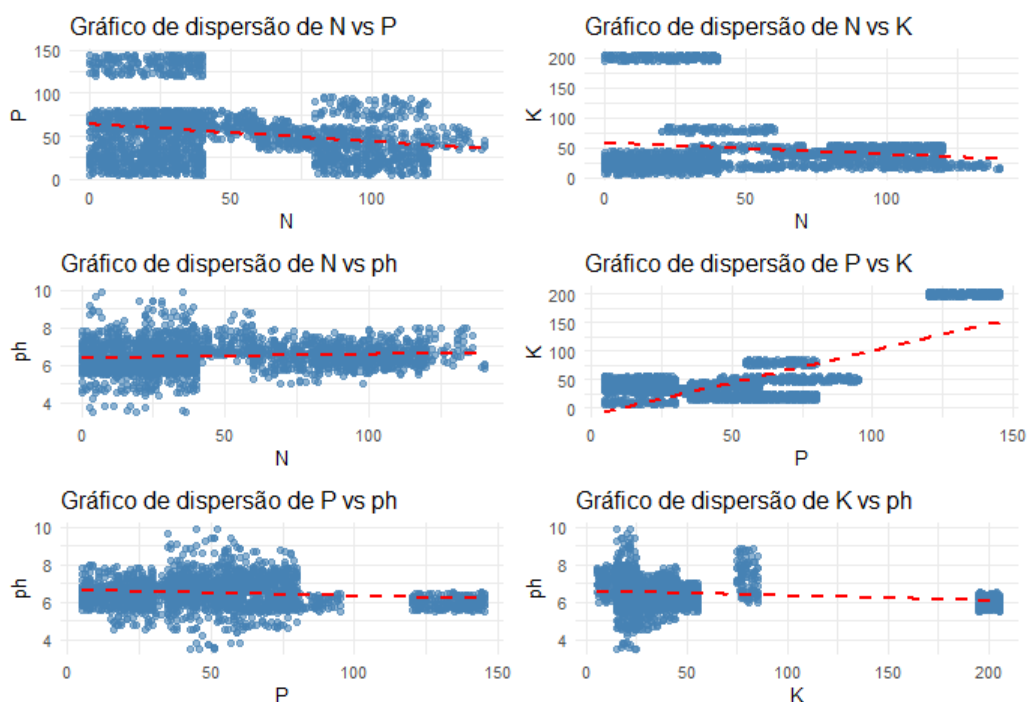 Gráfico de dispersão de N vs P
150
100
50
0
P
0
50
100
N
Gráfico de dispersão de N vs K
200
150
100
50
0
K
0
50
100
N
Gráfico de dispersão de N vs ph
10
8
6
4
ph
0
50
100
N
Gráfico de dispersão de P vs K
200
150
100
50
0
K
0
50
100
150
P
Gráfico de dispersão de P vs ph
10
8
6
4
ph
0
50
100
150
P
Gráfico de dispersão de K vs ph
10
8
6
4
ph
0
50
100
150
200
K